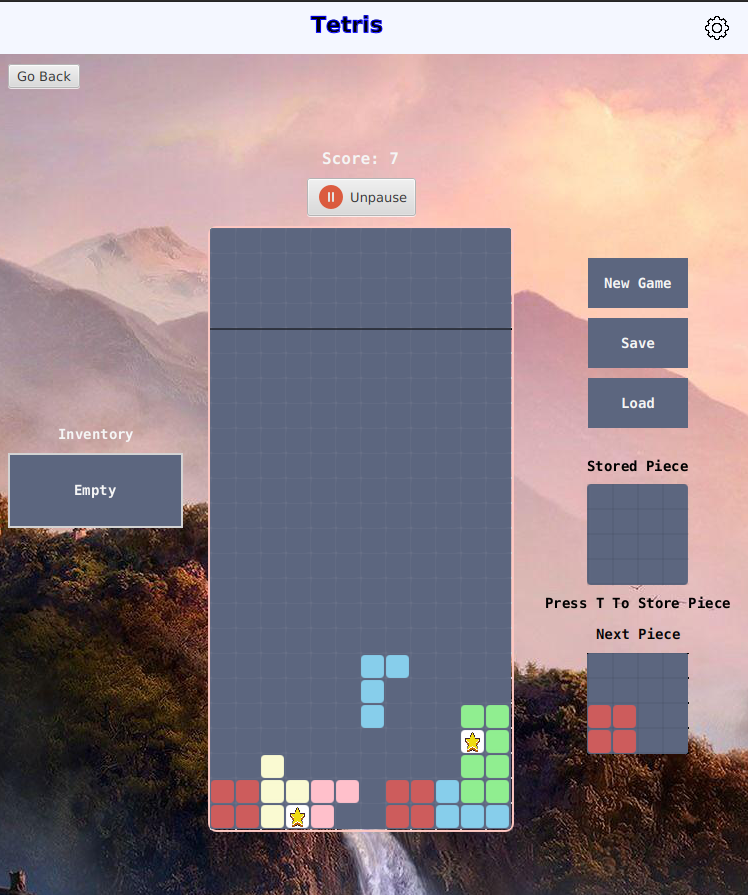 Tetris
Go Back
Score: 7
Unpause
New Game
Save
Load
Inventory
Empty
Stored Piece
Press T To Store Piece
Next Piece